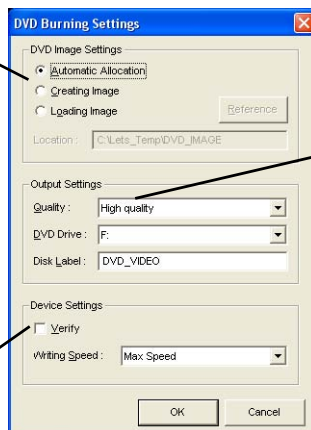 DVD Burning Settings
DVD Image Settings
Automatic Allocation
Creating Image
Loading Image
Reference
Location : C:\Lets_Temp\DVD_IMAGE
Output Settings
Quality : High quality
DVD Drive : F:
Disk Label : DVD_VIDEO
Device Settings
Verify
Writing Speed : Max Speed
OK Cancel